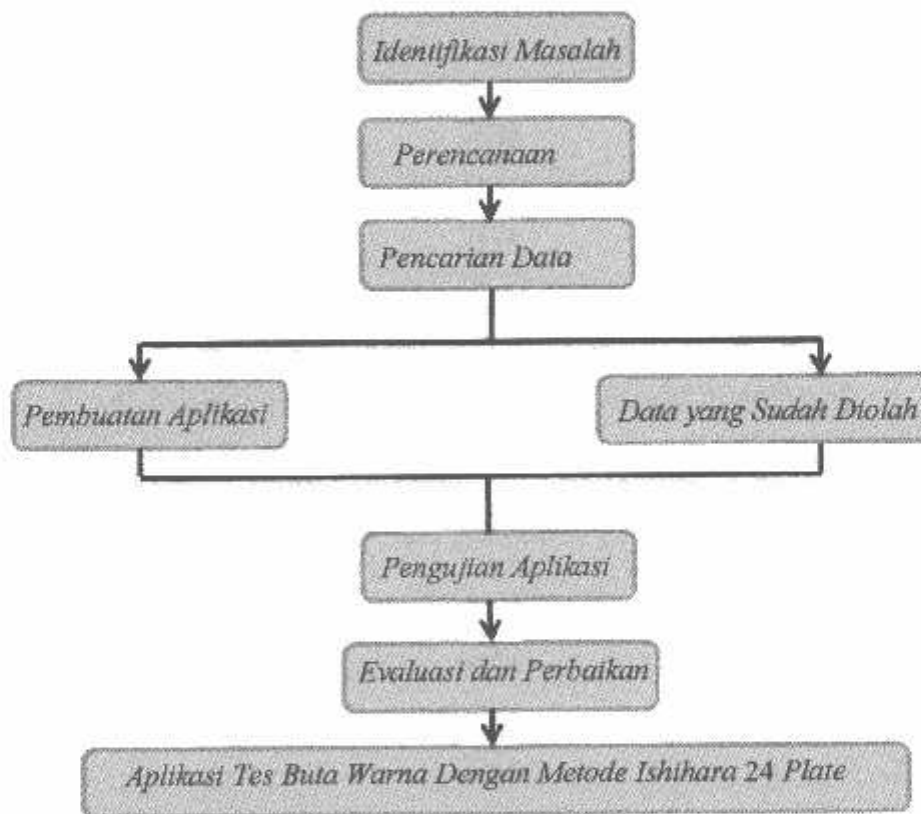 Identifikasi Masalah
Perencanaan
Pencarian Data
Pembuatan Aplikasi
Data yang Sudah Diolah
Pengujian Aplikasi
Evaluasi dan Perbaikan
Aplikasi Tes Buta Warna Dengan Metode Ishihara 24 Plate